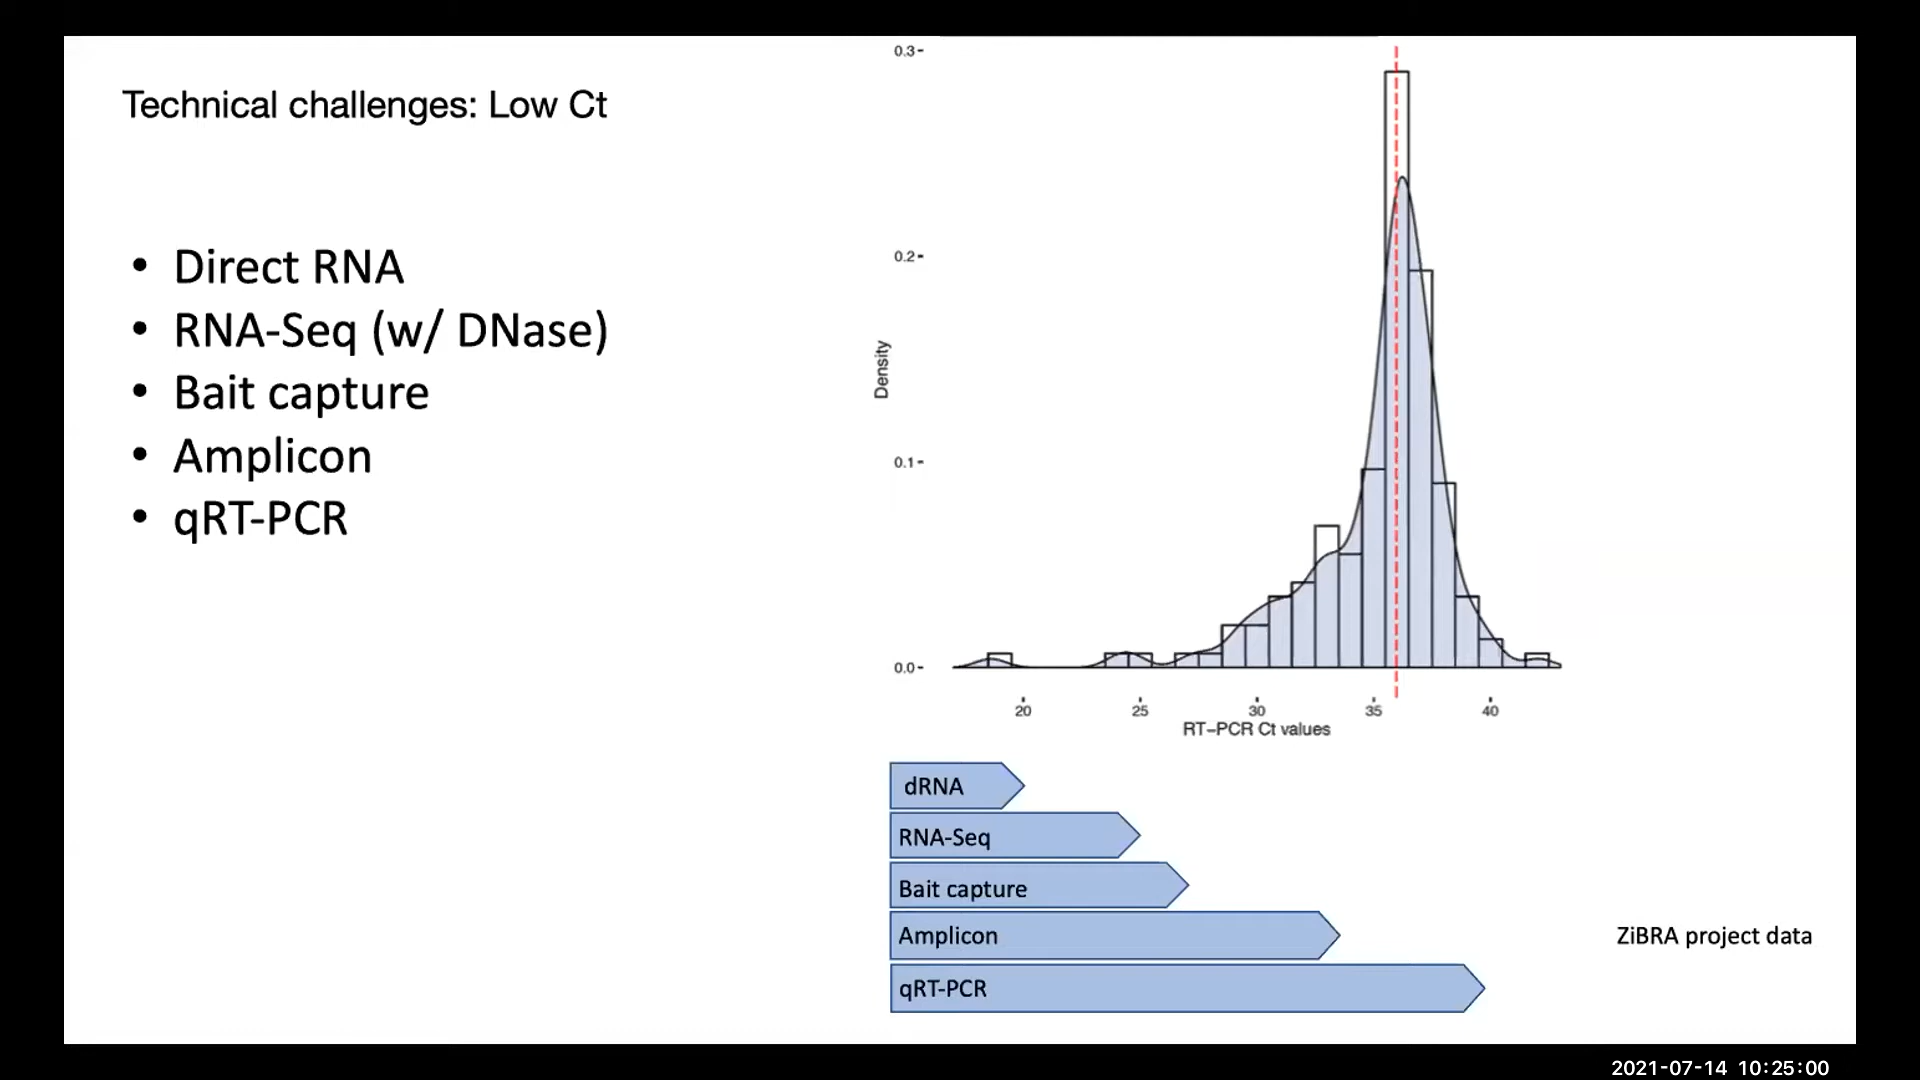 Technical challenges: Low Ct
• Direct RNA
• RNA-Seq (w/ DNase)
• Bait capture
• Amplicon
• qRT-PCR
0.3
0.2
0.1
0.0
Density
20 25 30 35 40
RT-PCR Ct values
dRNA
RNA-Seq
Bait capture
Amplicon
qRT-PCR
ZiBRA project data
2021-07-14 10:25:00